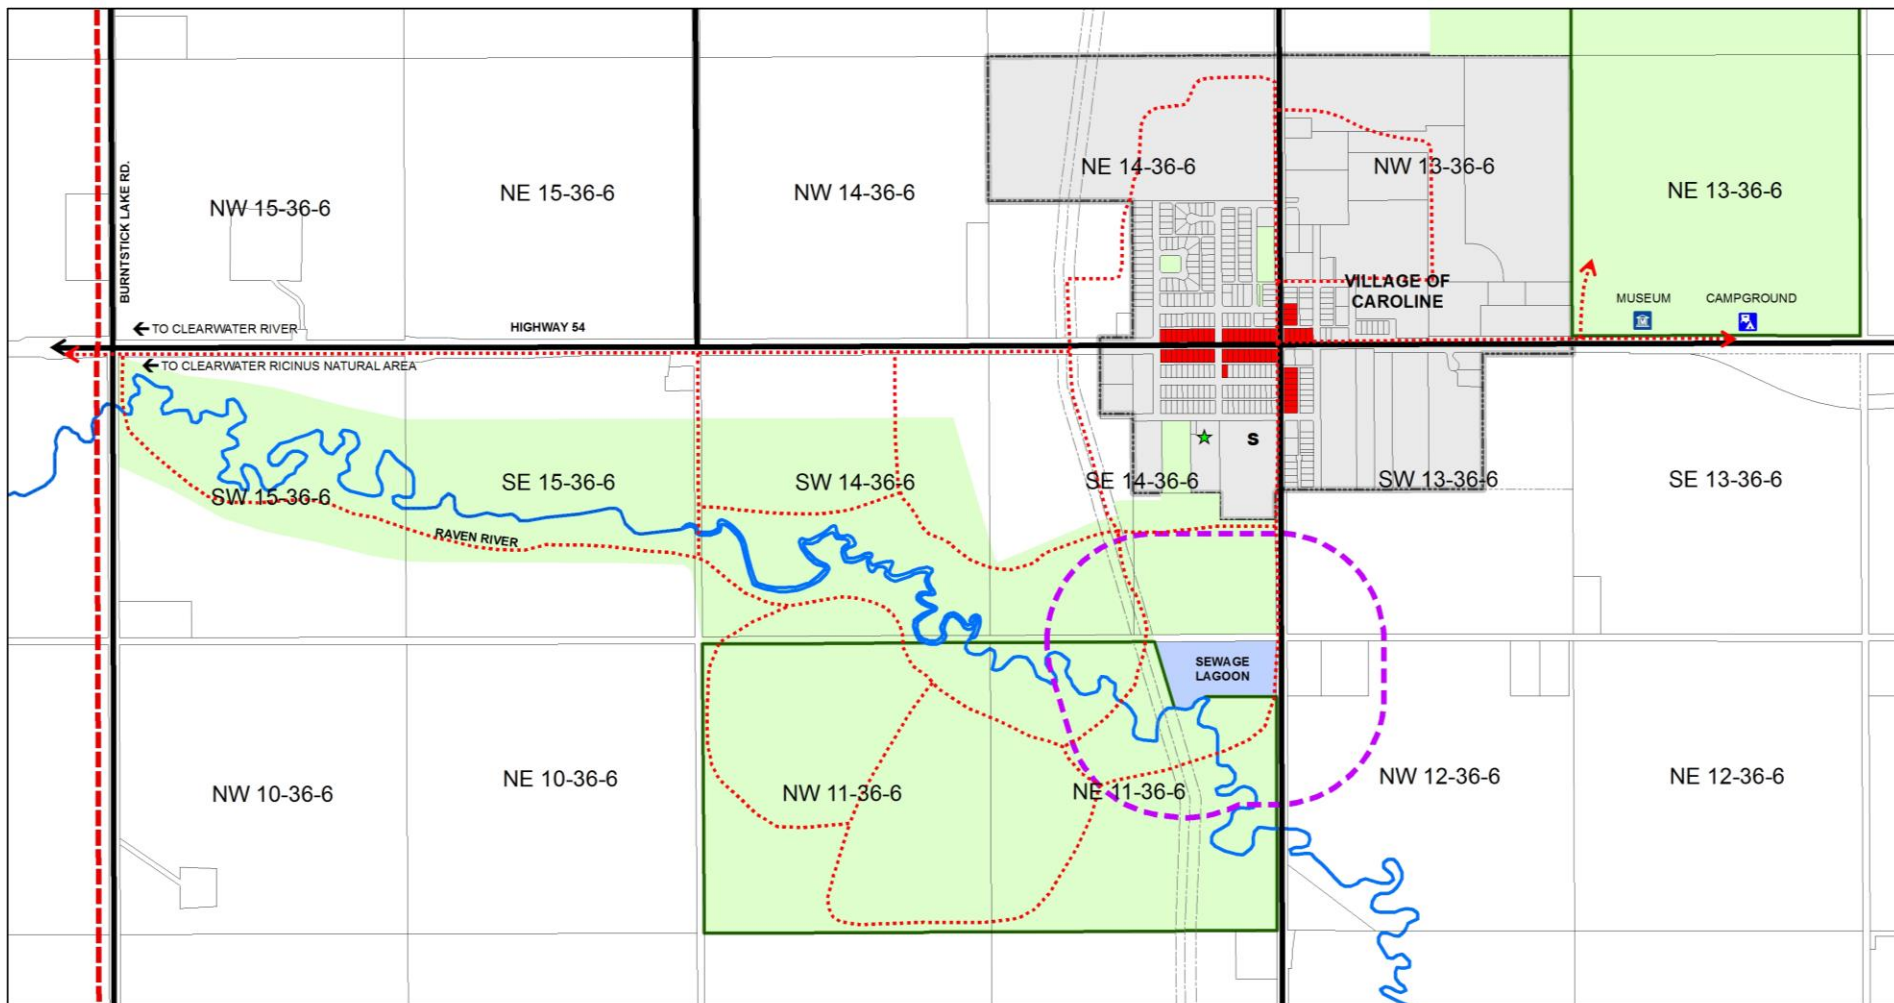 NE 14-36-6
NW 13-36-6
NW 15-36-6
NE 15-36-6
NW 14-36-6
NE 13-36-6
BURNTSTICK LAKE RD.
VILLAGE OF
CAROLINE
MUSEUM
CAMPGROUND
TO CLEARWATER RIVER
HIGHWAY 54
TO CLEARWATER RICINUS NATURAL AREA
S
SW 15-36-6
SE 15-36-6
SW 14-36-6
SE 14-36-6
SW 13-36-6
SE 13-36-6
RAVEN RIVER
SEWAGE
LAGOON
NW 10-36-6
NE 10-36-6
NW 11-36-6
NE 11-36-6
NW 12-36-6
NE 12-36-6